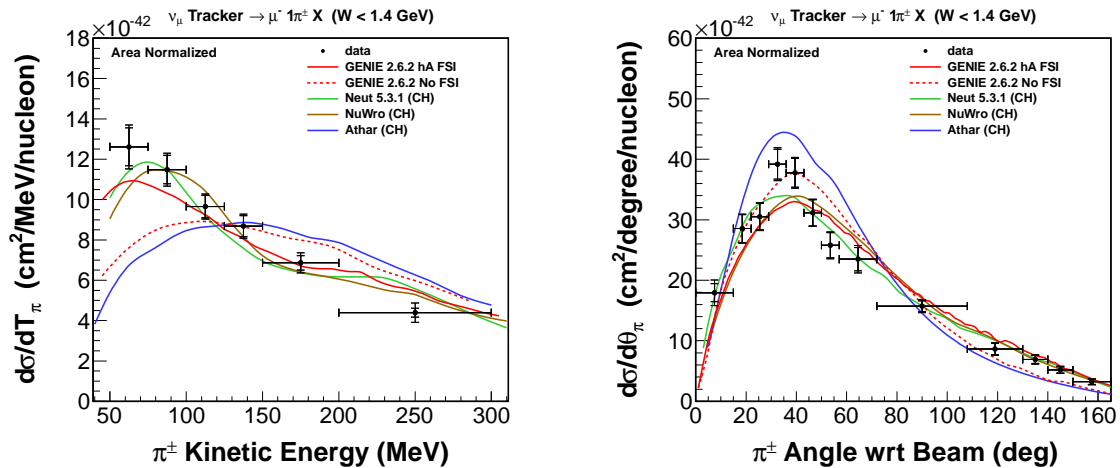 ν_μ Tracker → μ⁻ 1π^± X (W < 1.4 GeV)
×10⁻⁴²
Area Normalized
data
GENIE 2.6.2 hA FSI
GENIE 2.6.2 No FSI
Neut 5.3.1 (CH)
NuWro (CH)
Athar (CH)
18
16
14
12
10
8
6
4
2
0
50 100 150 200 250 300
dσ/dT_π (cm²/MeV/nucleon)
π^± Kinetic Energy (MeV)
ν_μ Tracker → μ⁻ 1π^± X (W < 1.4 GeV)
×10⁻⁴²
Area Normalized
data
GENIE 2.6.2 hA FSI
GENIE 2.6.2 No FSI
Neut 5.3.1 (CH)
NuWro (CH)
Athar (CH)
60
50
40
30
20
10
0
0 20 40 60 80 100 120 140 160
dσ/dθ_π (cm²/degree/nucleon)
π^± Angle wrt Beam (deg)